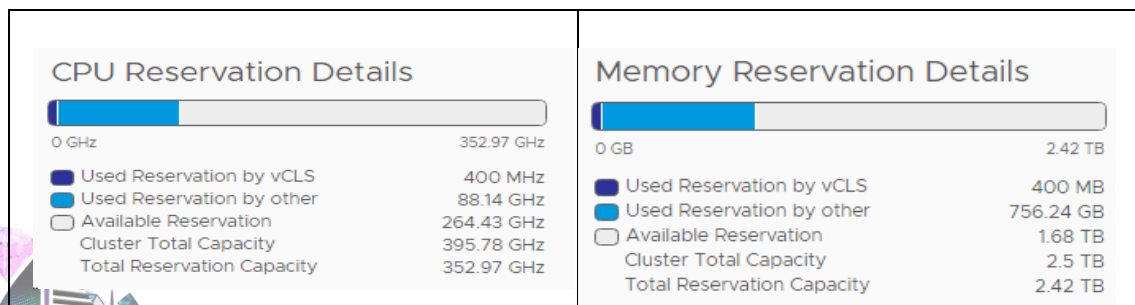 CPU Reservation Details
0 GHz 352.97 GHz
Used Reservation by vCLS 400 MHz
Used Reservation by other 88.14 GHz
Available Reservation 264.43 GHz
Cluster Total Capacity 395.78 GHz
Total Reservation Capacity 352.97 GHz
Memory Reservation Details
0 GB 2.42 TB
Used Reservation by vCLS 400 MB
Used Reservation by other 756.24 GB
Available Reservation 1.68 TB
Cluster Total Capacity 2.5 TB
Total Reservation Capacity 2.42 TB